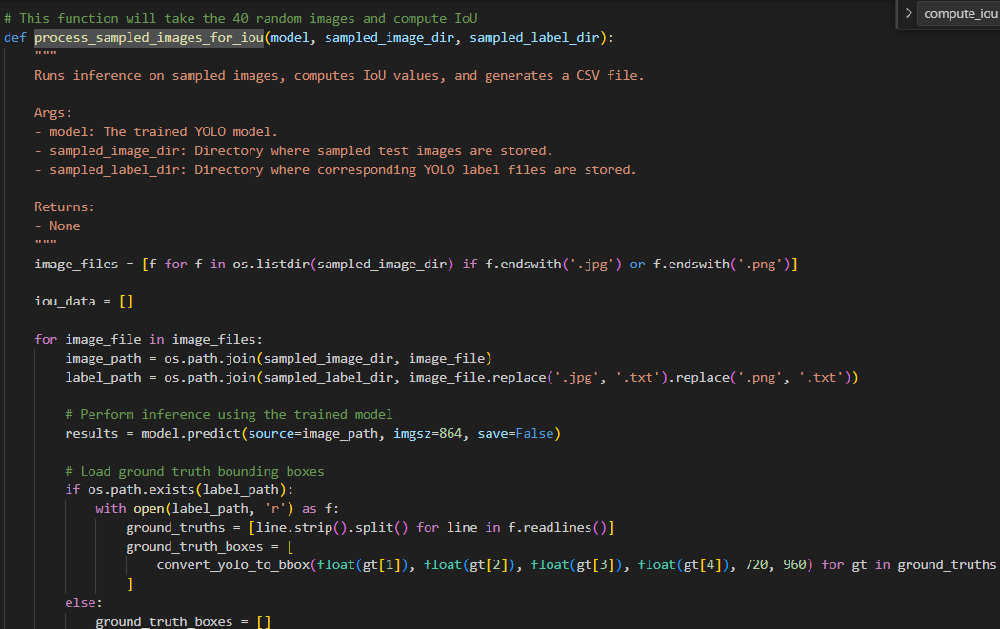 compute_iou
# This function will take the 40 random images and compute IoU
def process_sampled_images_for_iou(model, sampled_image_dir, sampled_label_dir):
"""
Runs inference on sampled images, computes IoU values, and generates a CSV file.
Args:
- model: The trained YOLO model.
- sampled_image_dir: Directory where sampled test images are stored.
- sampled_label_dir: Directory where corresponding YOLO label files are stored.
Returns:
- None
"""
image_files = [f for f in os.listdir(sampled_image_dir) if f.endswith('.jpg') or f.endswith('.png')]
iou_data = []
for image_file in image_files:
image_path = os.path.join(sampled_image_dir, image_file)
label_path = os.path.join(sampled_label_dir, image_file.replace('.jpg', '.txt').replace('.png', '.txt'))
# Perform inference using the trained model
results = model.predict(source=image_path, imgsz=864, save=False)
# Load ground truth bounding boxes
if os.path.exists(label_path):
with open(label_path, 'r') as f:
ground_truths = [line.strip().split() for line in f.readlines()]
ground_truth_boxes = [
convert_yolo_to_bbox(float(gt[1]), float(gt[2]), float(gt[3]), float(gt[4]), 720, 960) for gt in ground_truths
]
else:
ground_truth_boxes = []